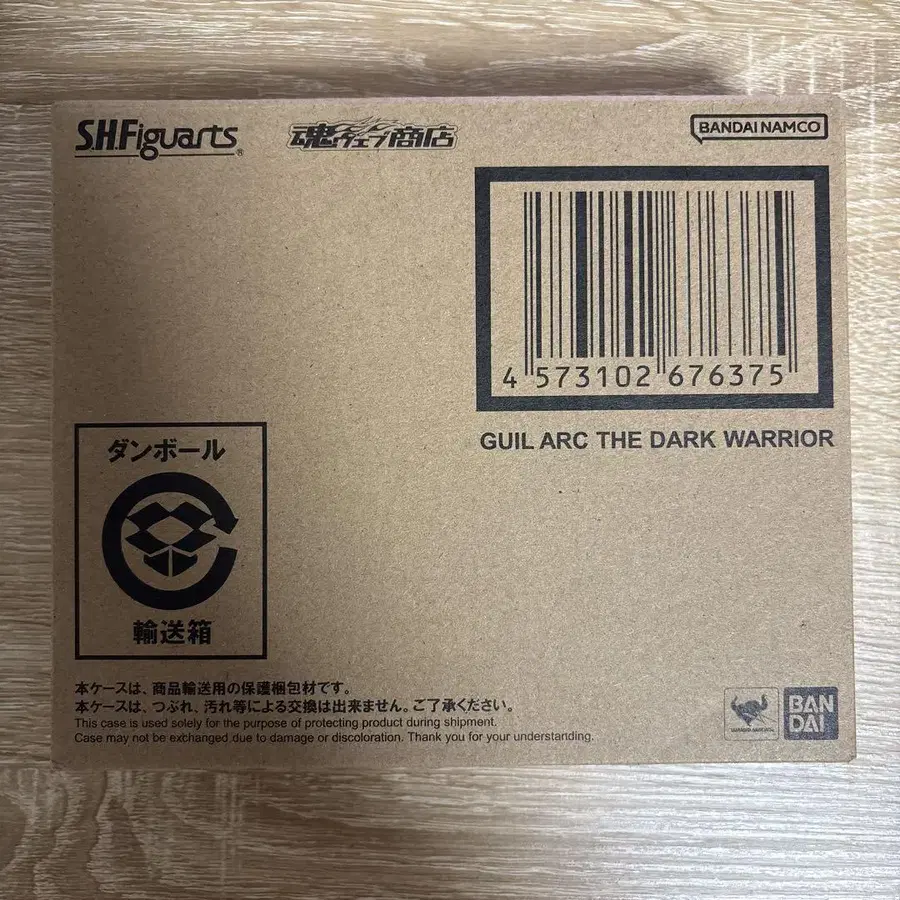 S.H.Figuarts®
魂ウェブ商店
BANDAI NAMCO
4 573102 676375
GUIL ARC THE DARK WARRIOR
ダンボール
輸送箱
本ケースは、商品輸送用の保護梱包材です。
本ケースは、つぶれ、汚れ等による交換は出来ません。ご了承ください。
This case is used solely for the purpose of protecting product during shipment.
Case may not be exchanged due to damage or discoloration. Thank you for your understanding.
BAN
DAI